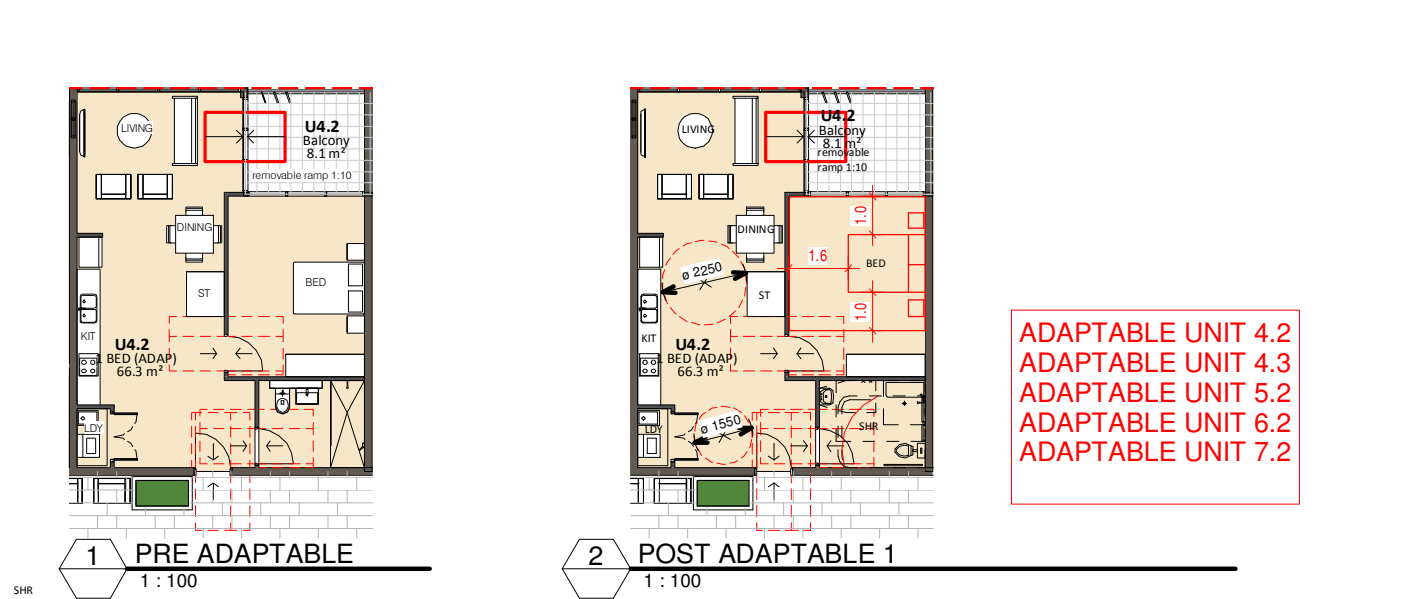 LIVING
U4.2
Balcony
8.1 m²
removable ramp 1:10
DINING
ST
BED
KIT
U4.2
1 BED (ADAP)
66.3 m²
LDY
1
PRE ADAPTABLE
1 : 100
SHR
LIVING
U4.2
Balcony
8.1 m²
removable
ramp 1:10
1.0
DINING
1.6
BED
ø 2250
ST
1.0
KIT
U4.2
1 BED (ADAP)
66.3 m²
LDY
ø 1550
SHR
2
POST ADAPTABLE 1
1 : 100
ADAPTABLE UNIT 4.2
ADAPTABLE UNIT 4.3
ADAPTABLE UNIT 5.2
ADAPTABLE UNIT 6.2
ADAPTABLE UNIT 7.2